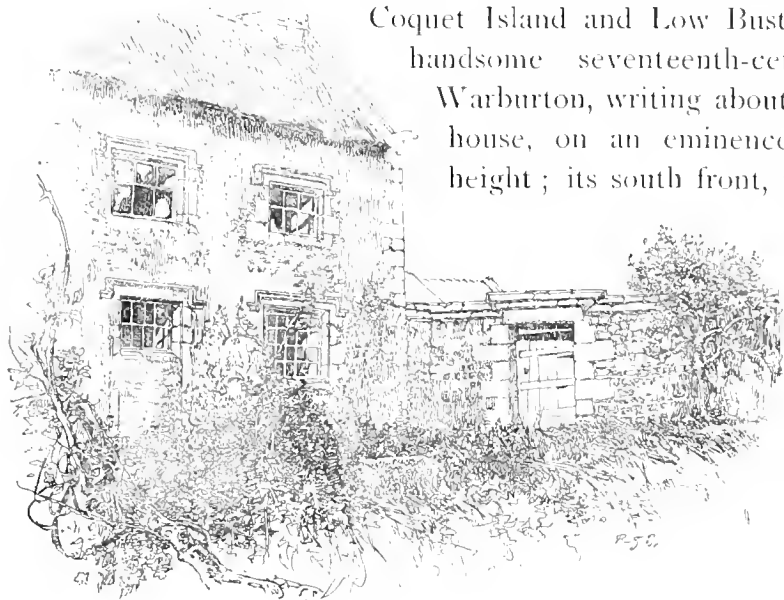 Coquet Island and Low Bust
handsome seventeenth-ce
Warburton, writing about
house, on an eminence
height ; its south front,